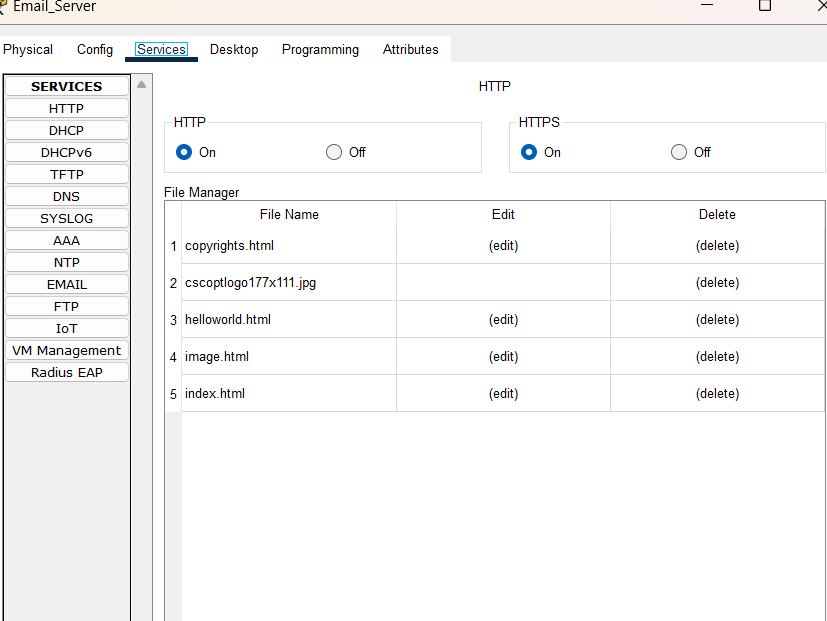 Email_Server
Physical Config Services Desktop Programming Attributes
SERVICES
HTTP
DHCP
DHCPv6
TFTP
DNS
SYSLOG
AAA
NTP
EMAIL
FTP
IoT
VM Management
Radius EAP
HTTP
HTTP
On Off
HTTPS
On Off
File Manager
File Name Edit Delete
1 copyrights.html (edit) (delete)
2 cscoptlogo177x111.jpg (delete)
3 helloworld.html (edit) (delete)
4 image.html (edit) (delete)
5 index.html (edit) (delete)